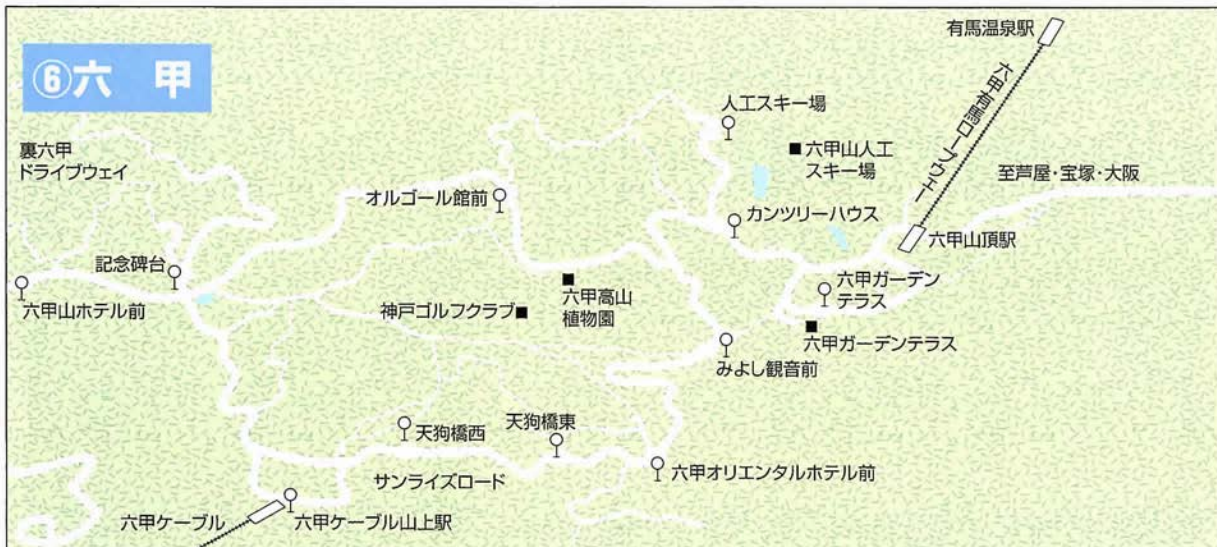 ⑥六 甲
有馬温泉駅
六甲有馬ロープウェー
人工スキー場
六甲山人工
スキー場
裏六甲
ドライブウェイ
至芦屋・宝塚・大阪
オルゴール館前
カンツリーハウス
六甲山頂駅
記念碑台
六甲山ホテル前
六甲高山
植物園
神戸ゴルフクラブ
六甲ガーデン
テラス
六甲ガーデンテラス
みよし観音前
天狗橋西
天狗橋東
サンライズロード
六甲オリエンタルホテル前
六甲ケーブル
六甲ケーブル山上駅